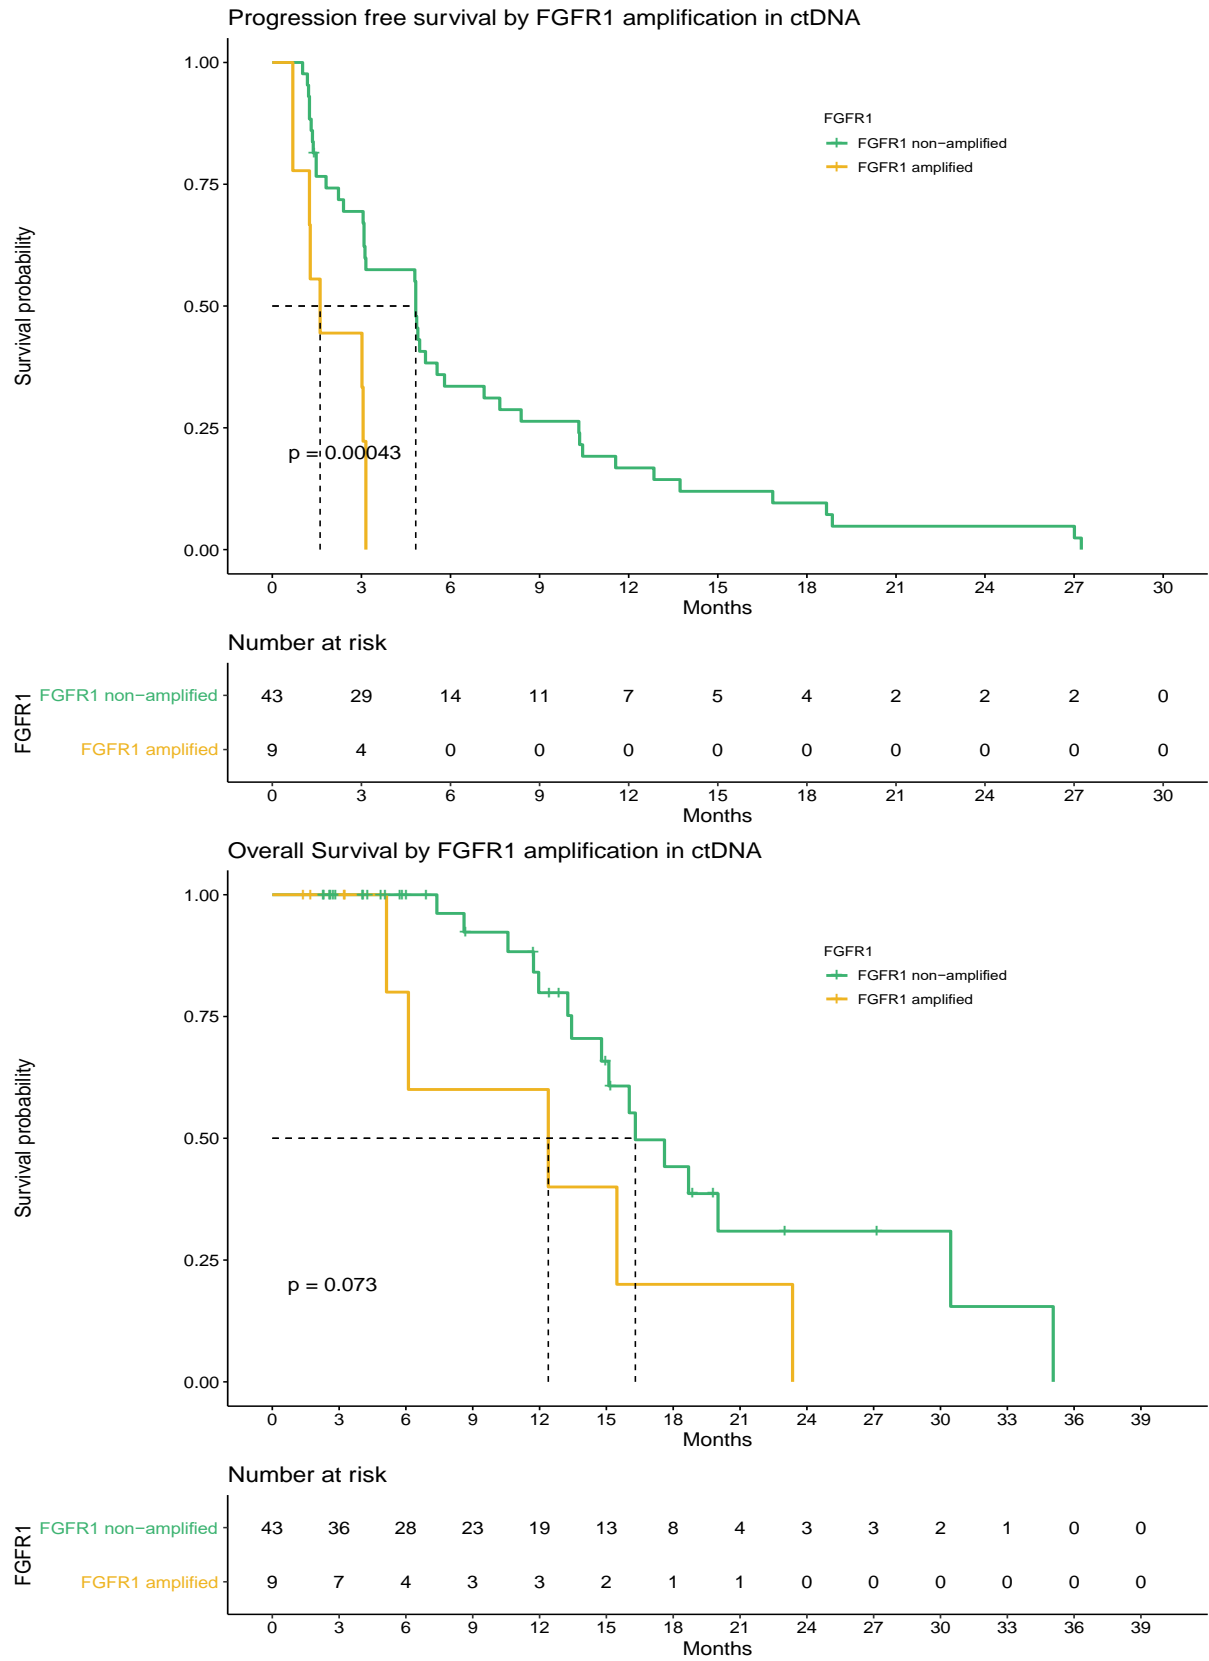 Progression free survival by FGFR1 amplification in ctDNA
Survival probability
1.00
0.75
0.50
0.25
0.00
FGFR1
FGFR1 non−amplified
FGFR1 amplified
p = 0.00043
0 3 6 9 12 15 18 21 24 27 30
Months
Number at risk
FGFR1
FGFR1 non−amplified 43 29 14 11 7 5 4 2 2 2 0
FGFR1 amplified 9 4 0 0 0 0 0 0 0 0 0
0 3 6 9 12 15 18 21 24 27 30
Months
Overall Survival by FGFR1 amplification in ctDNA
Survival probability
1.00
0.75
0.50
0.25
0.00
FGFR1
FGFR1 non−amplified
FGFR1 amplified
p = 0.073
0 3 6 9 12 15 18 21 24 27 30 33 36 39
Months
Number at risk
FGFR1
FGFR1 non−amplified 43 36 28 23 19 13 8 4 3 3 2 1 0 0
FGFR1 amplified 9 7 4 3 3 2 1 1 0 0 0 0 0 0
0 3 6 9 12 15 18 21 24 27 30 33 36 39
Months